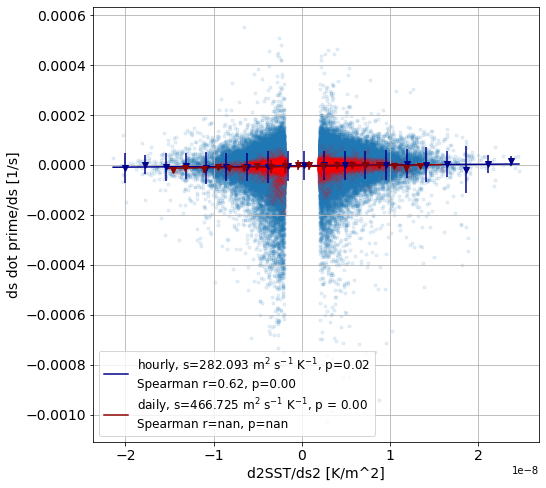 0.0006
0.0004
0.0002
0.0000
−0.0002
−0.0004
−0.0006
−0.0008
−0.0010
ds dot prime/ds [1/s]
hourly, s=282.093 m² s⁻¹ K⁻¹, p=0.02
Spearman r=0.62, p=0.00
daily, s=466.725 m² s⁻¹ K⁻¹, p = 0.00
Spearman r=nan, p=nan
−2 −1 0 1 2
1e−8
d2SST/ds2 [K/m^2]